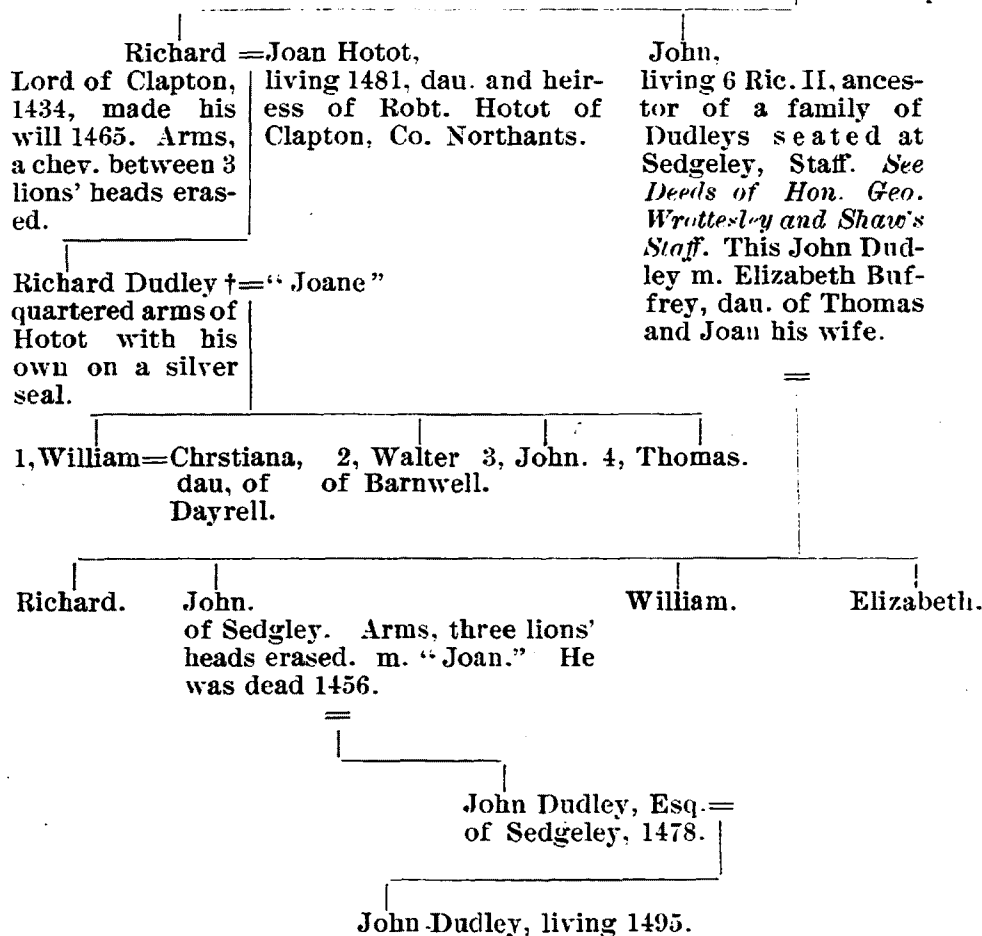 Richard = Joan Hotot,
Lord of Clapton,
1434, made his
will 1465. Arms,
a chev. between 3
lions' heads eras-
ed.
living 1481, dau. and heir-
ess of Robt. Hotot of
Clapton, Co. Northants.
John,
living 6 Ric. II, ances-
tor of a family of
Dudleys seated at
Sedgeley, Staff. See
Deeds of Hon. Geo.
Wrottesley and Shaw's
Staff. This John Dud-
ley m. Elizabeth Buf-
frey, dau. of Thomas
and Joan his wife.
=
Richard Dudley †= "Joane"
quartered arms of
Hotot with his
own on a silver
seal.
1, William=Chrstiana,
dau, of
Dayrell.
2, Walter
of Barnwell.
3, John. 4, Thomas.
Richard.
John.
of Sedgley. Arms, three lions'
heads erased. m. "Joan." He
was dead 1456.
=
William.
Elizabeth.
John Dudley, Esq.=
of Sedgeley, 1478.
John Dudley, living 1495.